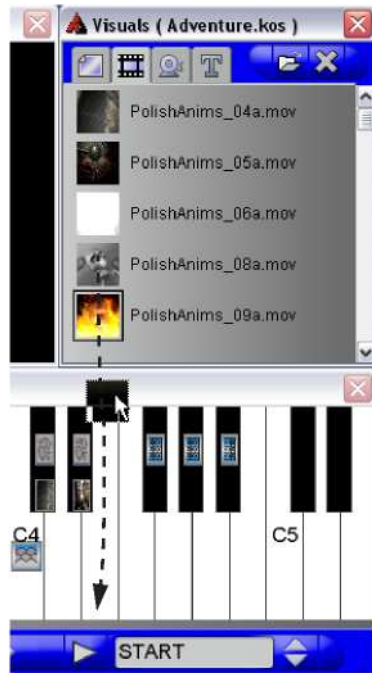 Visuals ( Adventure.kos )
T
PolishAnims_04a.mov
PolishAnims_05a.mov
PolishAnims_06a.mov
PolishAnims_08a.mov
PolishAnims_09a.mov
C4
C5
START